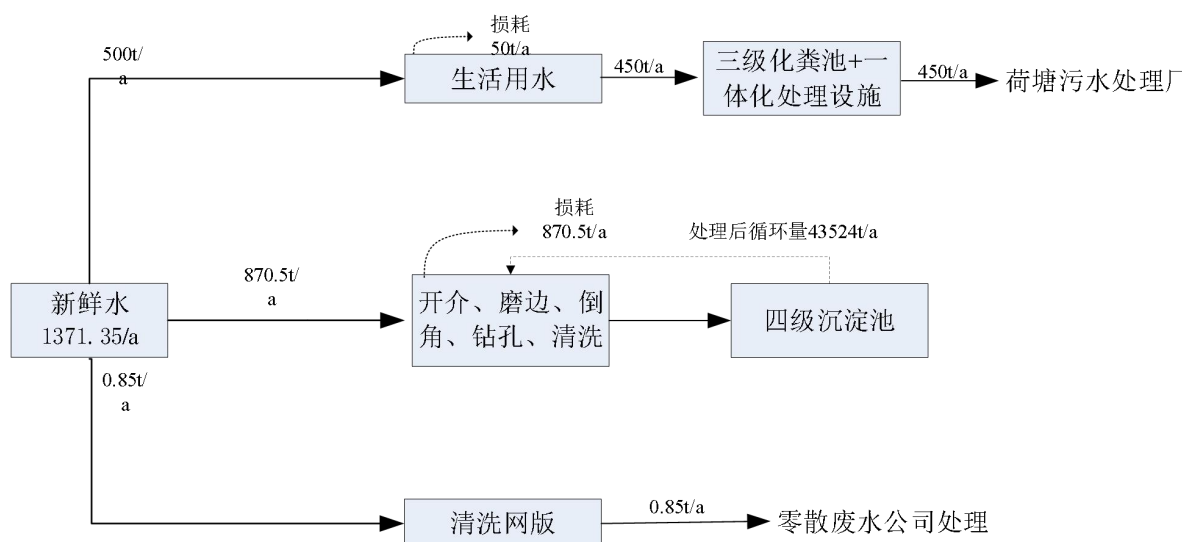 损耗
50t/a
500t/
a
生活用水
450t/a
三级化粪池+一
体化处理设施
450t/a
荷塘污水处理厂
损耗
870.5t/a
处理后循环量43524t/a
870.5t/
a
新鲜水
1371.35/a
开介、磨边、倒
角、钻孔、清洗
四级沉淀池
0.85t/
a
清洗网版
0.85t/a
零散废水公司处理